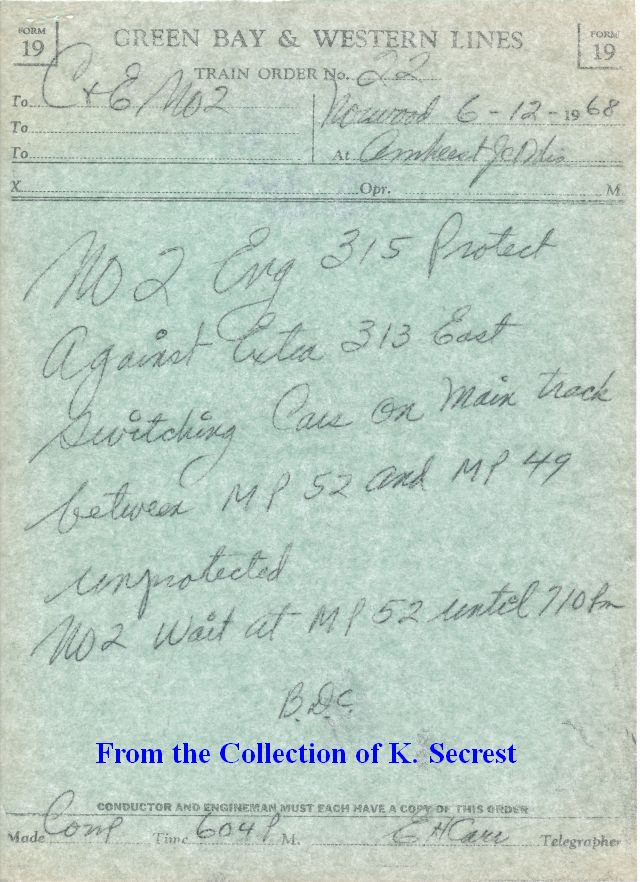 FORM 19
GREEN BAY & WESTERN LINES
FORM 19
TRAIN ORDER No. 22
To C & E No 2
Norwood 6-12-1968
To
To
At Amherst Jc Wis
X Opr. M
No 2 Eng 315 Protect
Against Extra 313 East
Switching Cars on Main track
between MP 52 and MP 49
unprotected
No 2 Wait at MP 52 until 710 Pm
B.D.C.
From the Collection of K. Secrest
CONDUCTOR AND ENGINEMAN MUST EACH HAVE A COPY OF THIS ORDER
Made Comp Time 604 P M. E H Carr Telegrapher